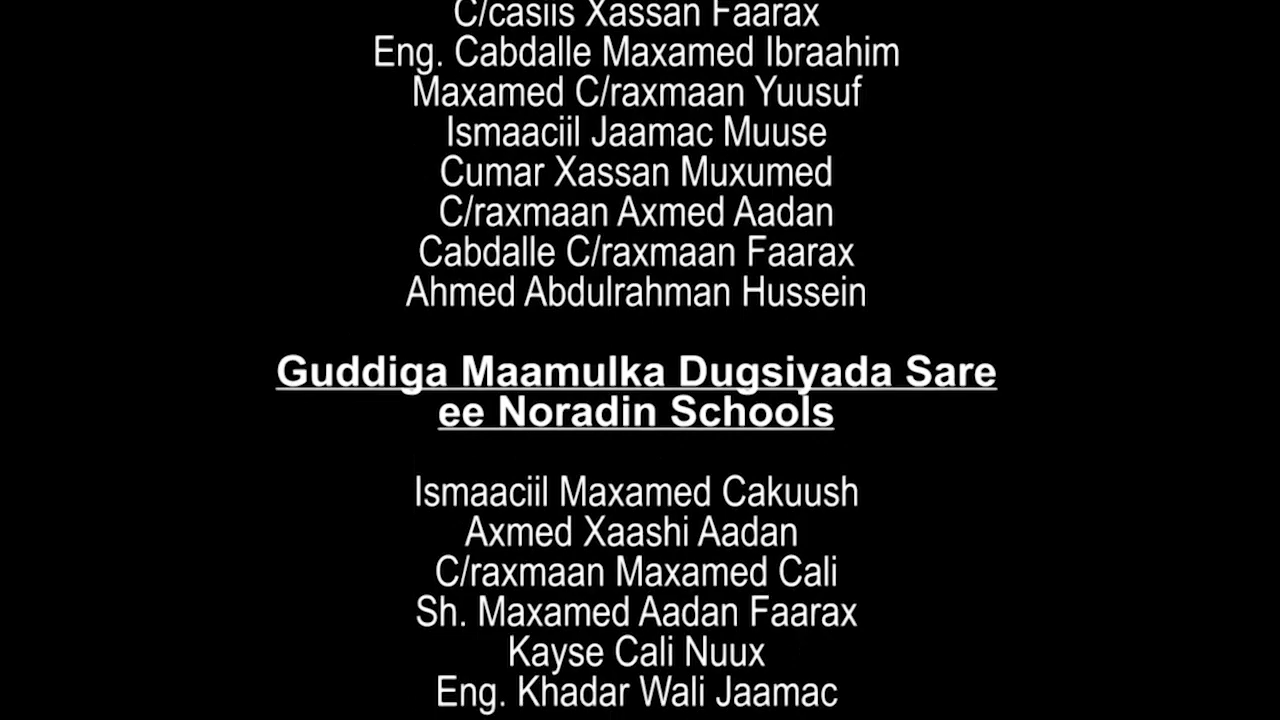 C/casiis Xassan Faarax
Eng. Cabdalle Maxamed Ibraahim
Maxamed C/raxmaan Yuusuf
Ismaaciil Jaamac Muuse
Cumar Xassan Muxumed
C/raxmaan Axmed Aadan
Cabdalle C/raxmaan Faarax
Ahmed Abdulrahman Hussein
Guddiga Maamulka Dugsiyada Sare
ee Noradin Schools
Ismaaciil Maxamed Cakuush
Axmed Xaashi Aadan
C/raxmaan Maxamed Cali
Sh. Maxamed Aadan Faarax
Kayse Cali Nuux
Eng. Khadar Wali Jaamac